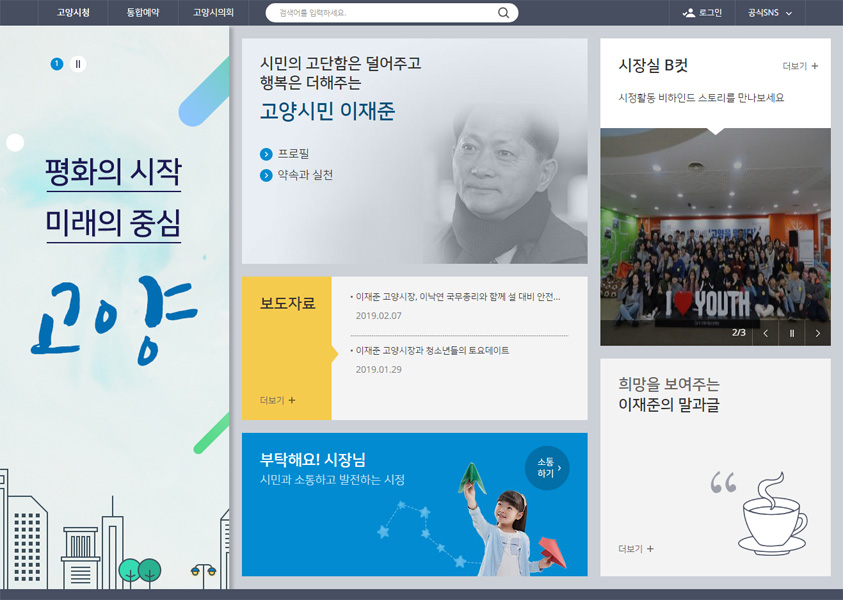 고양시청 통합예약 고양시의회 검색어를 입력하세요. 로그인 공식SNS
1
평화의 시작
미래의 중심
고양
시민의 고단함은 덜어주고
행복은 더해주는
고양시민 이재준
프로필
약속과 실천
보도자료
더보기 +
• 이재준 고양시장, 이낙연 국무총리와 함께 설 대비 안전...
2019.02.07
• 이재준 고양시장과 청소년들의 토요데이트
2019.01.29
부탁해요! 시장님
시민과 소통하고 발전하는 시정
소통
하기
시장실 B컷
더보기 +
시정활동 비하인드 스토리를 만나보세요
I ♥ YOUTH
2/3
희망을 보여주는
이재준의 말과글
더보기 +